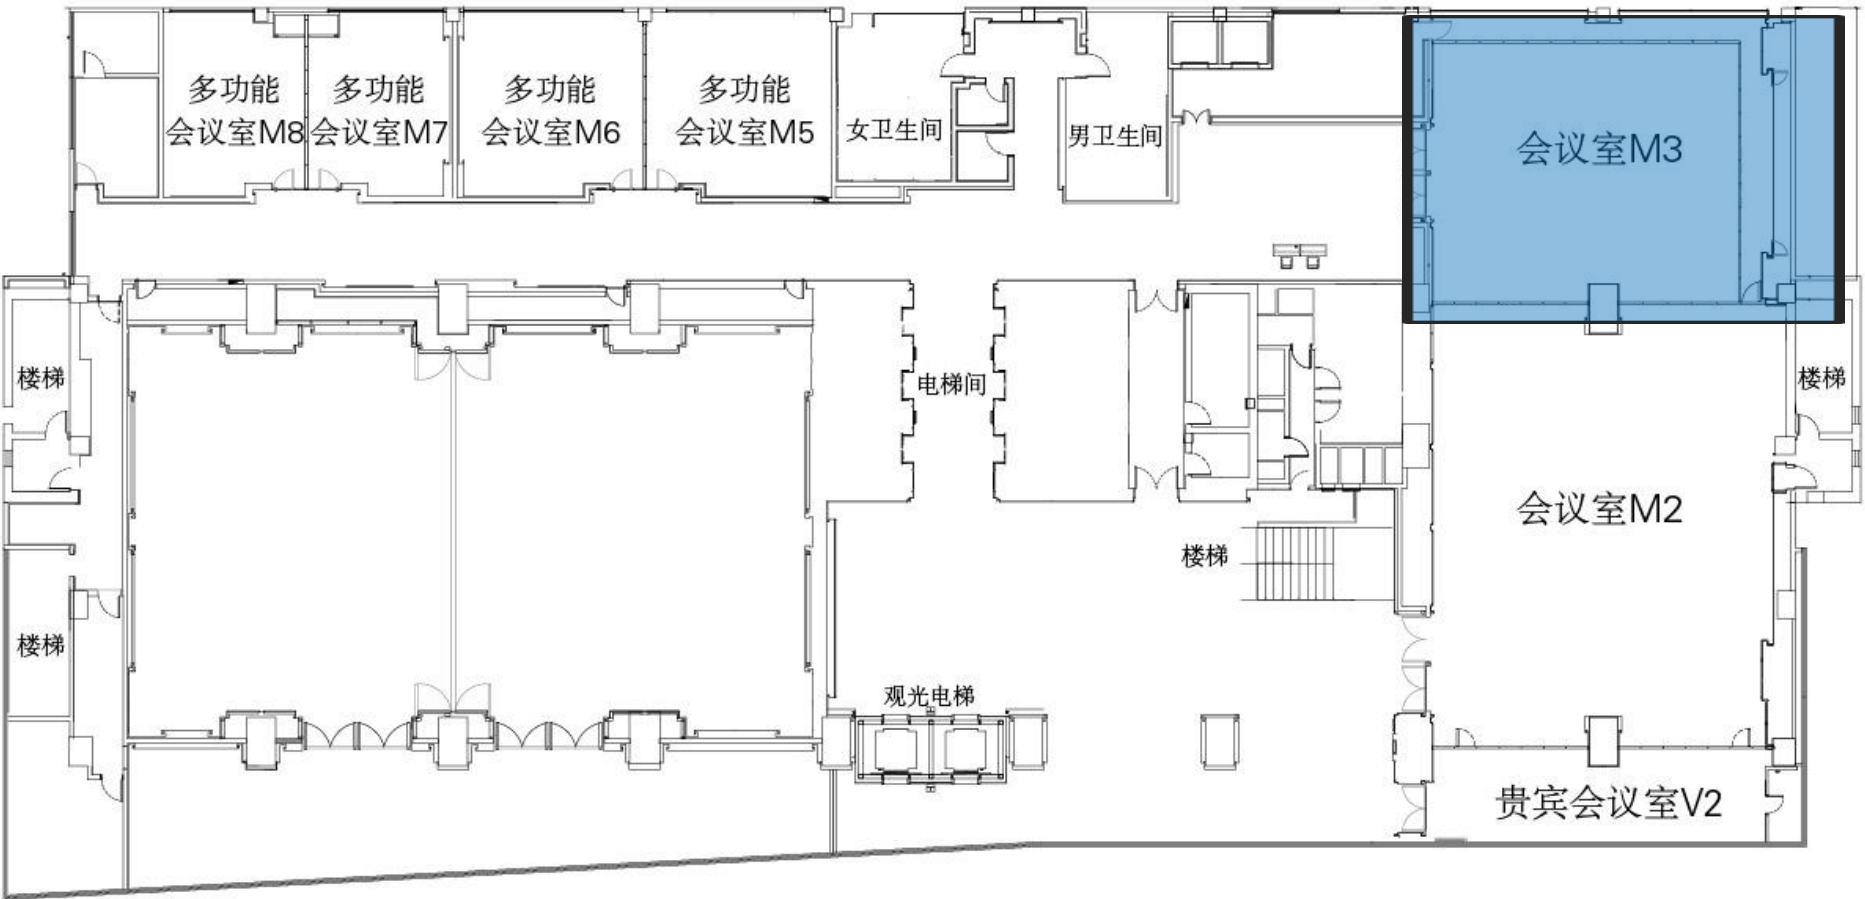 多功能
会议室M8
多功能
会议室M7
多功能
会议室M6
多功能
会议室M5
女卫生间
男卫生间
会议室M3
楼梯
电梯间
楼梯
会议室M2
楼梯
楼梯
观光电梯
贵宾会议室V2